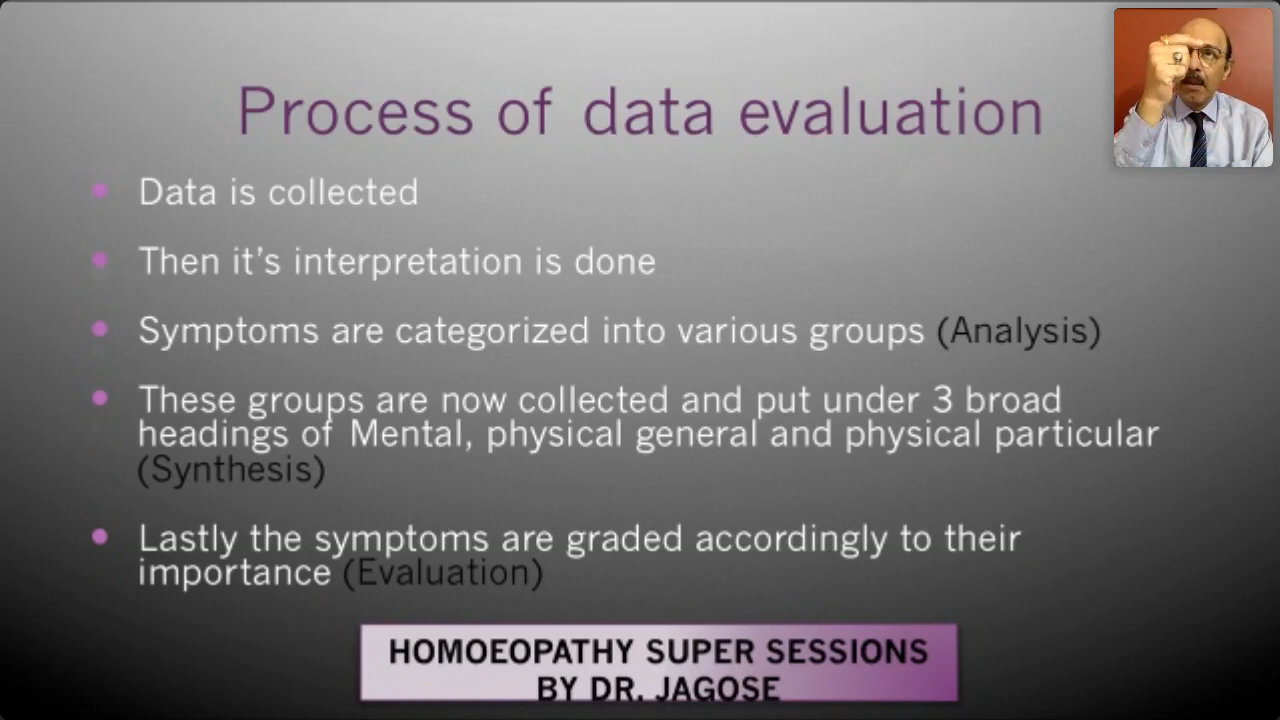 Process of data evaluation
Data is collected
Then it's interpretation is done
Symptoms are categorized into various groups (Analysis)
These groups are now collected and put under 3 broad
headings of Mental, physical general and physical particular
(Synthesis)
Lastly the symptoms are graded accordingly to their
importance (Evaluation)
HOMOEOPATHY SUPER SESSIONS
BY DR. JAGOSE